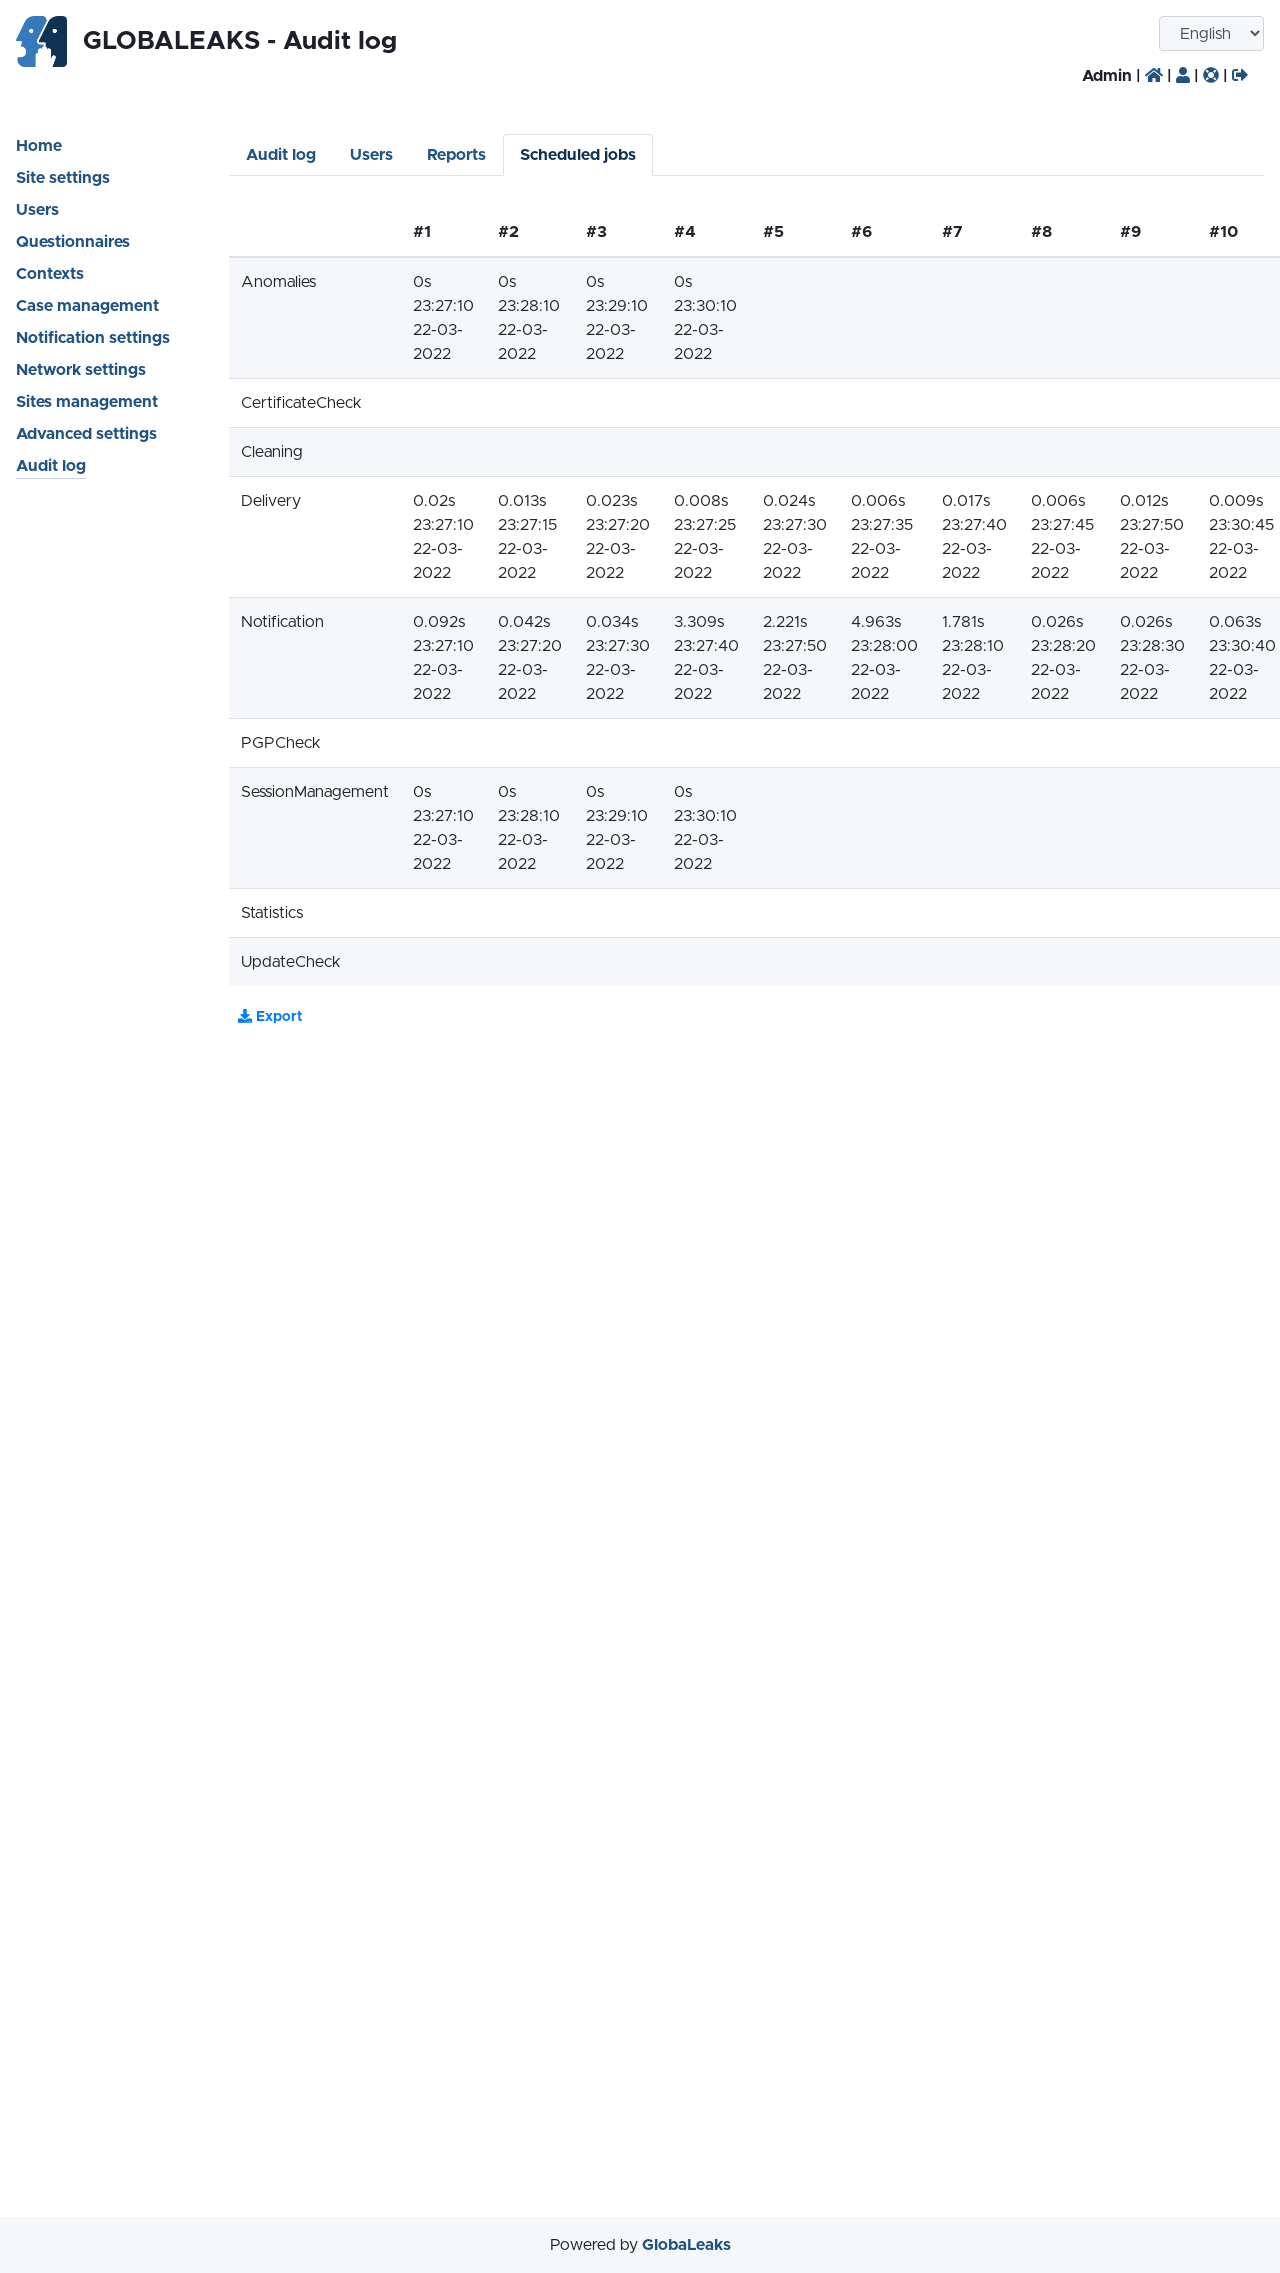 GLOBALEAKS - Audit log
English
Admin | | | |
Home
Site settings
Users
Questionnaires
Contexts
Case management
Notification settings
Network settings
Sites management
Advanced settings
Audit log
Audit log Users Reports Scheduled jobs
#1 #2 #3 #4 #5 #6 #7 #8 #9 #10
Anomalies 0s 0s 0s 0s
23:27:10 23:28:10 23:29:10 23:30:10
22-03- 22-03- 22-03- 22-03-
2022 2022 2022 2022
CertificateCheck
Cleaning
Delivery 0.02s 0.013s 0.023s 0.008s 0.024s 0.006s 0.017s 0.006s 0.012s 0.009s
23:27:10 23:27:15 23:27:20 23:27:25 23:27:30 23:27:35 23:27:40 23:27:45 23:27:50 23:30:45
22-03- 22-03- 22-03- 22-03- 22-03- 22-03- 22-03- 22-03- 22-03- 22-03-
2022 2022 2022 2022 2022 2022 2022 2022 2022 2022
Notification 0.092s 0.042s 0.034s 3.309s 2.221s 4.963s 1.781s 0.026s 0.026s 0.063s
23:27:10 23:27:20 23:27:30 23:27:40 23:27:50 23:28:00 23:28:10 23:28:20 23:28:30 23:30:40
22-03- 22-03- 22-03- 22-03- 22-03- 22-03- 22-03- 22-03- 22-03- 22-03-
2022 2022 2022 2022 2022 2022 2022 2022 2022 2022
PGPCheck
SessionManagement 0s 0s 0s 0s
23:27:10 23:28:10 23:29:10 23:30:10
22-03- 22-03- 22-03- 22-03-
2022 2022 2022 2022
Statistics
UpdateCheck
Export
Powered by GlobaLeaks